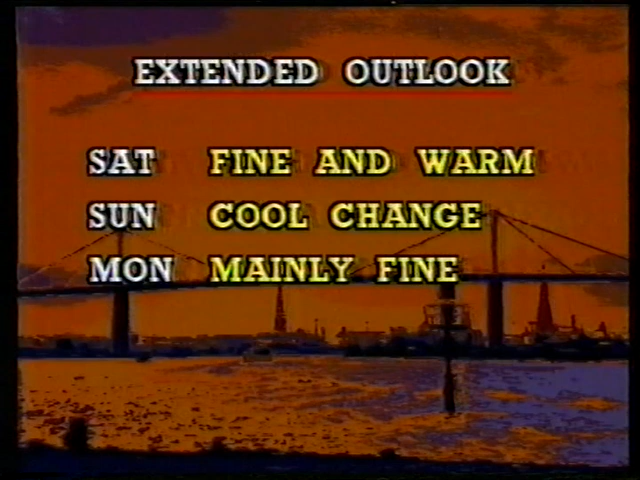 EXTENDED OUTLOOK
SAT FINE AND WARM
SUN COOL CHANGE
MON MAINLY FINE